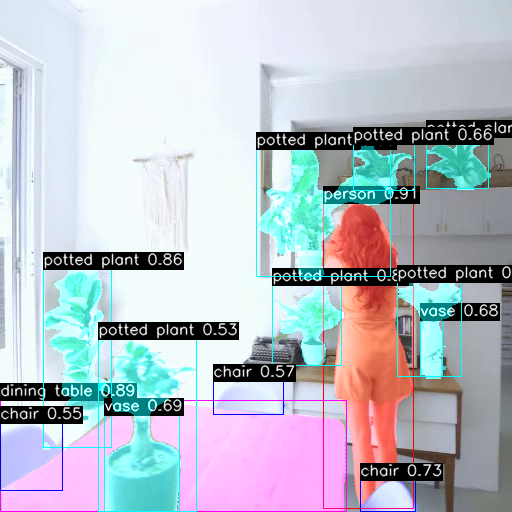 potted plan
potted plant 0.66
potted plant
person 0.91
potted plant 0.86
potted plant 0.8
potted plant 0
vase 0.68
potted plant 0.53
chair 0.57
dining table 0.89
chair 0.55
vase 0.69
chair 0.73